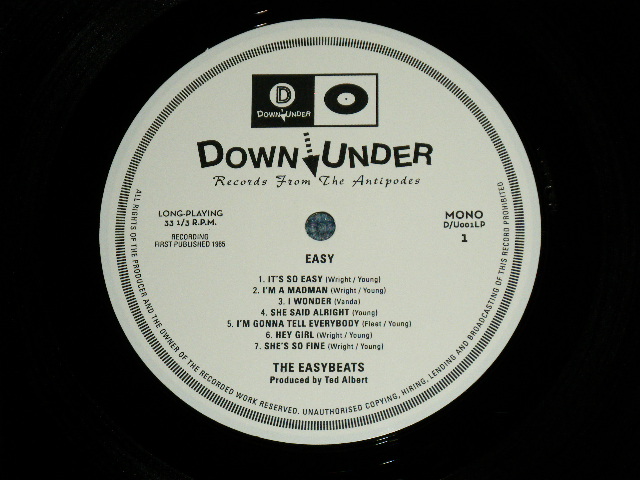 D
DOWN UNDER
DOWN UNDER
Records From The Antipodes
LONG-PLAYING
33 1/3 R.P.M.
RECORDING
FIRST PUBLISHED 1965
MONO
D/U001LP
1
EASY
1. IT'S SO EASY (Wright / Young)
2. I'M A MADMAN (Wright / Young)
3. I WONDER (Vanda)
4. SHE SAID ALRIGHT (Young)
5. I'M GONNA TELL EVERYBODY (Fleet / Young)
6. HEY GIRL (Wright / Young)
7. SHE'S SO FINE (Wright / Young)
THE EASYBEATS
Produced by Ted Albert
ALL RIGHTS OF THE PRODUCER AND THE OWNER OF THE RECORDED WORK RESERVED. UNAUTHORISED COPYING, HIRING, LENDING AND BROADCASTING OF THIS RECORD PROHIBITED